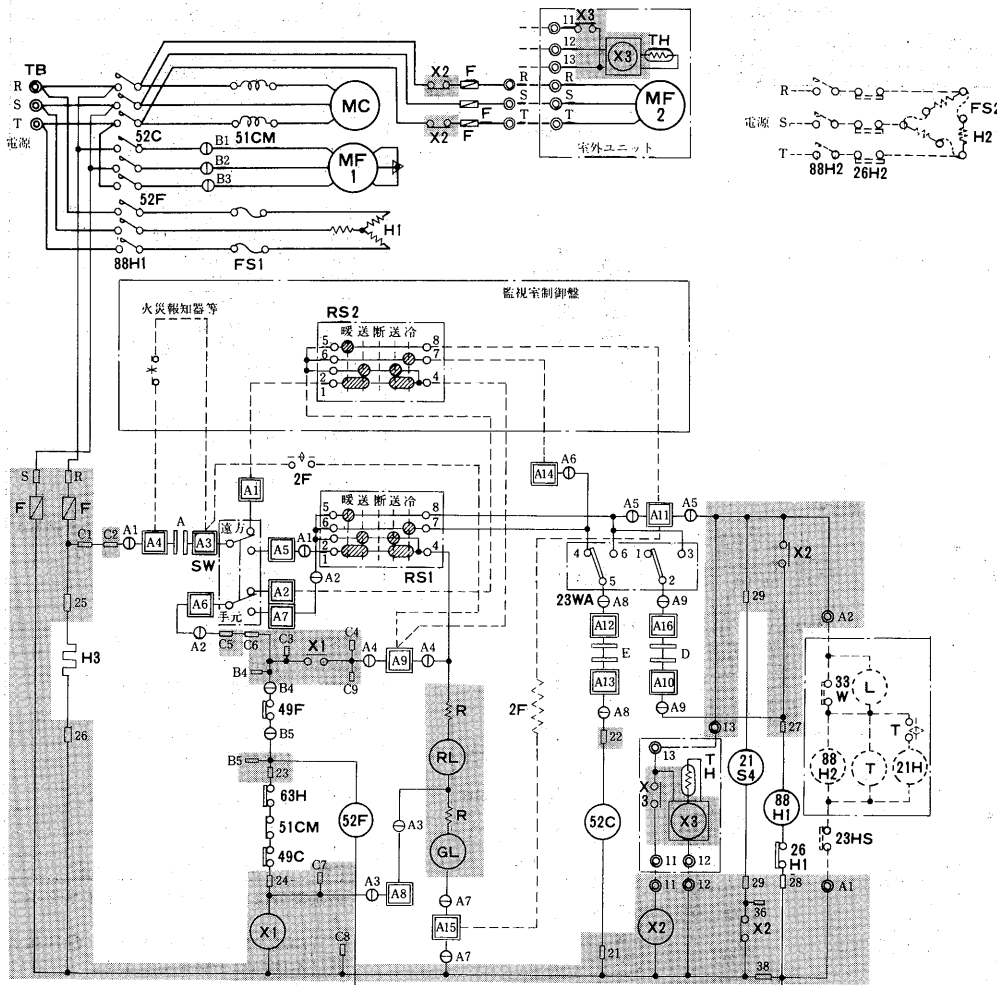 TB
R
S
T
電源
52C
51CM
MC
X2
F
F
X2
F
11
X3
12
13
X3
TH
R
R
S
S
T
T
MF
2
室外ユニット
B1
B2
B3
MF
1
52F
88H1
FS1
H1
R
電源
S
T
88H2
26H2
FS2
H2
監視室制御盤
火災報知器等
RS2
暖送断送冷
5
6
2
1
8
7
4
2F
S
R
F
F
C1
C2
A1
A4
A
A3
SW
遠方
手元
A1
A5
A1
A2
A7
A2
A6
A2
C5
C6
暖送断送冷
5
6
2
1
8
7
4
RS1
C3
X1
C4
C9
A4
A9
A4
B4
B4
49F
B5
B5
23
63H
51CM
49C
24
C7
X1
C8
25
H3
26
52F
R
RL
R
GL
A3
A3
A8
A7
A15
A7
2F
A14
A6
A5
A11
A5
4
6
1
3
5
2
23WA
A8
A9
A12
A16
E
D
A13
A10
A8
A9
22
52C
21
13
13
X
3
T
H
X3
11
12
11
12
X2
29
21
S4
29
36
X2
38
X2
27
88
H1
26
H1
28
A2
33
W
L
T
88
H2
T
21H
23HS
A1